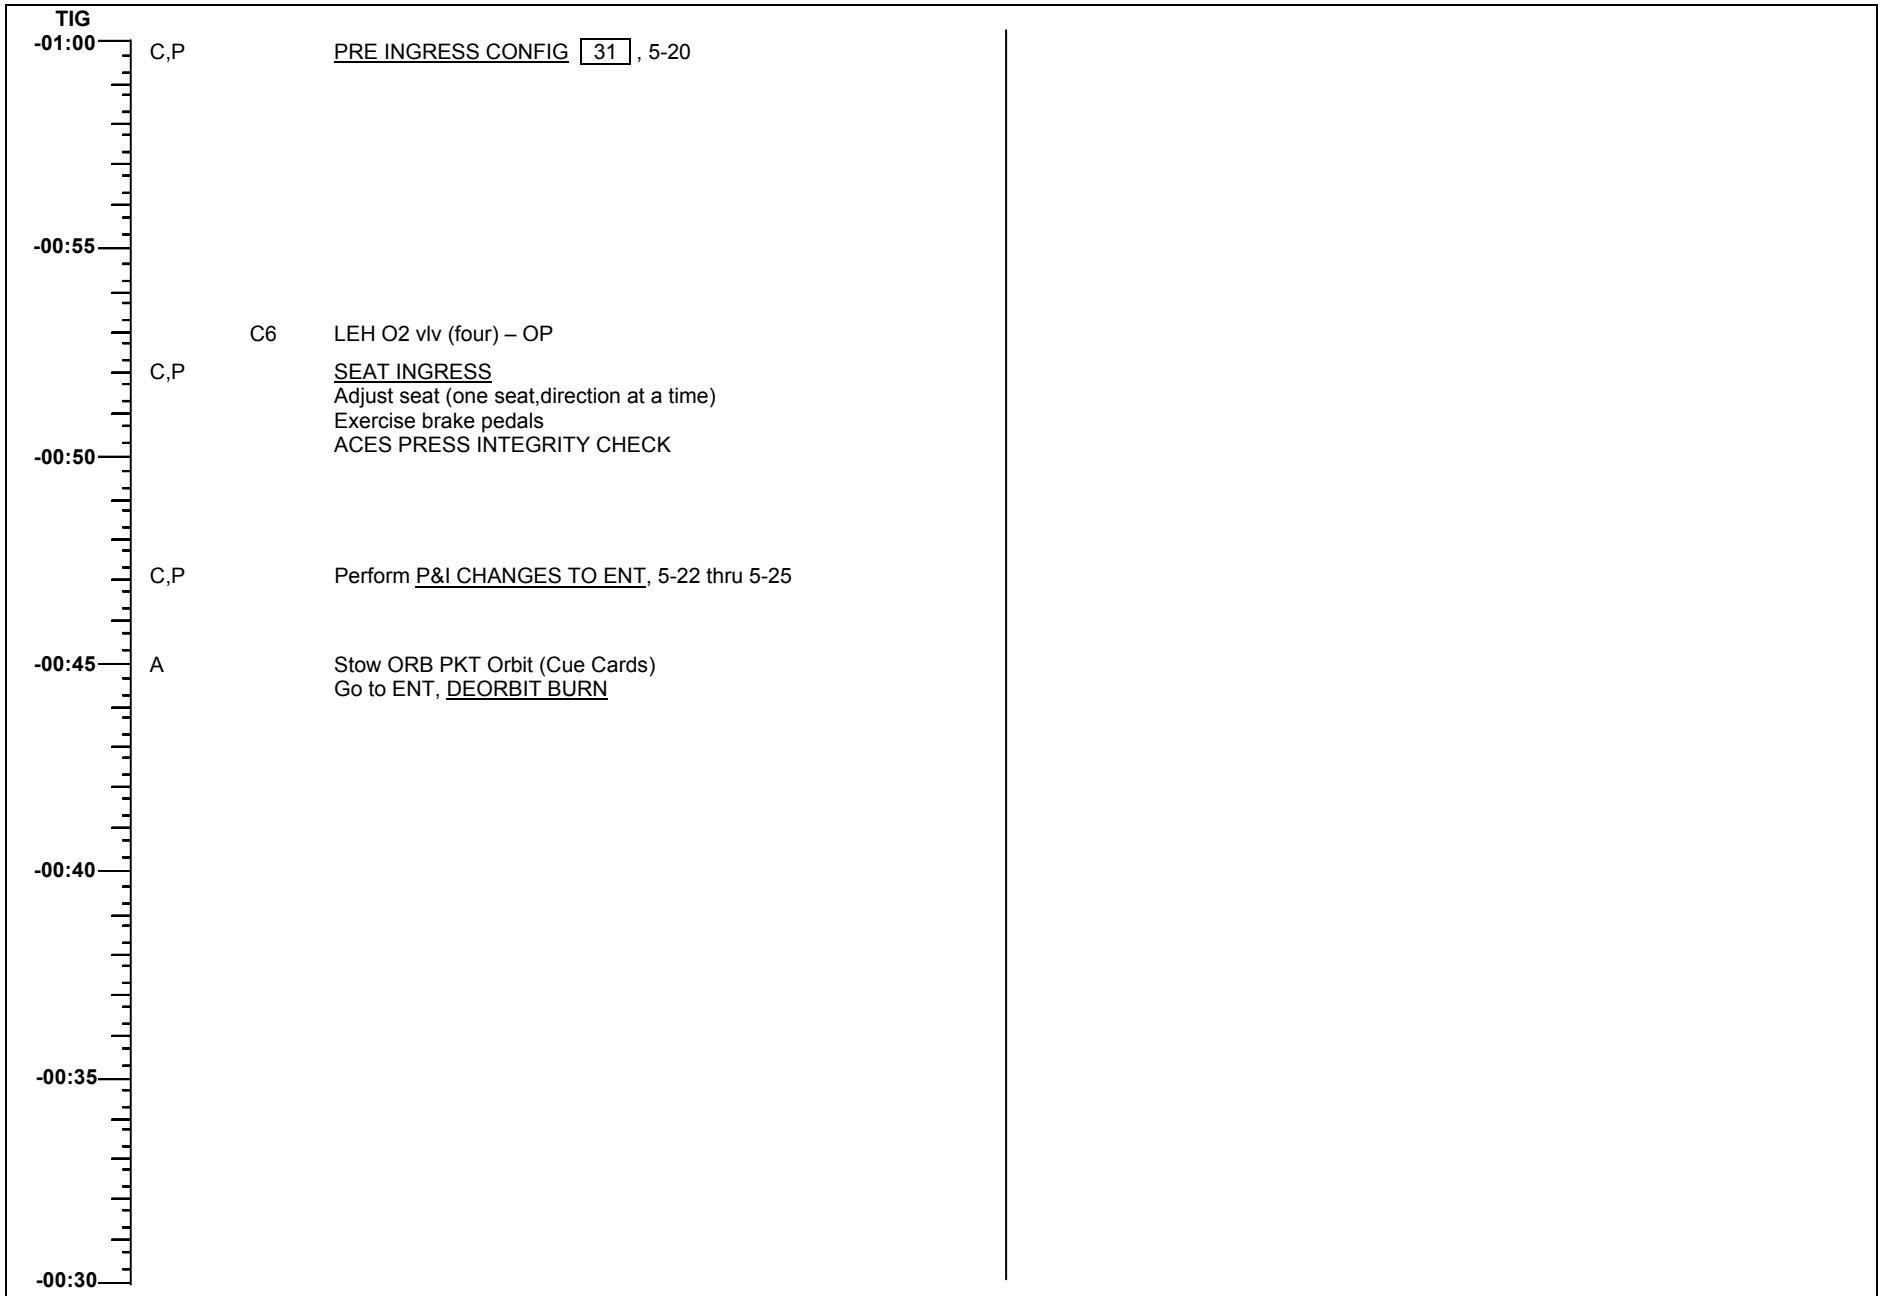 TIG
-01:00 C,P PRE INGRESS CONFIG 31 , 5-20
-00:55
C6 LEH O2 vlv (four) – OP
C,P SEAT INGRESS
Adjust seat (one seat,direction at a time)
Exercise brake pedals
ACES PRESS INTEGRITY CHECK
-00:50
C,P Perform P&I CHANGES TO ENT, 5-22 thru 5-25
-00:45 A Stow ORB PKT Orbit (Cue Cards)
Go to ENT, DEORBIT BURN
-00:40
-00:35
-00:30